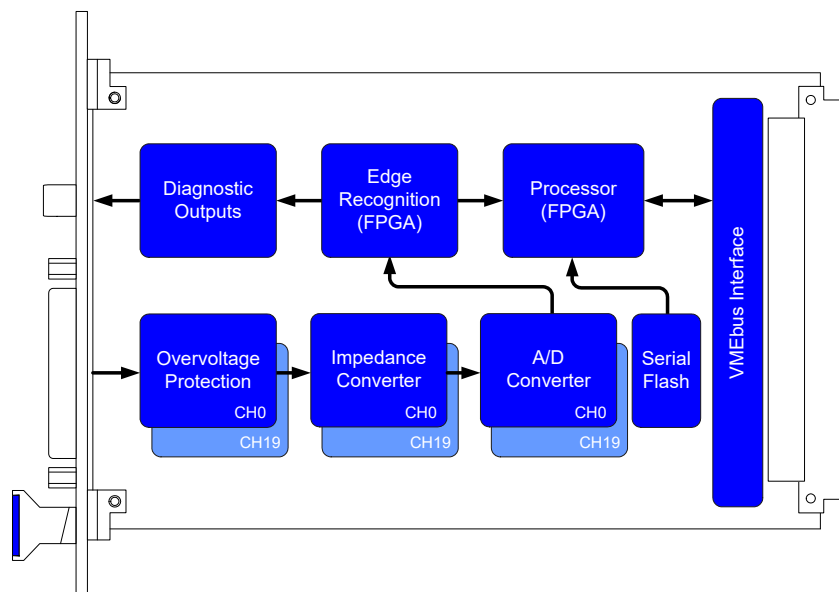 Diagnostic
Outputs
Edge
Recognition
(FPGA)
Processor
(FPGA)
VMEbus Interface
Overvoltage
Protection
CH0
CH19
Impedance
Converter
CH0
CH19
A/D
Converter
CH0
CH19
Serial
Flash